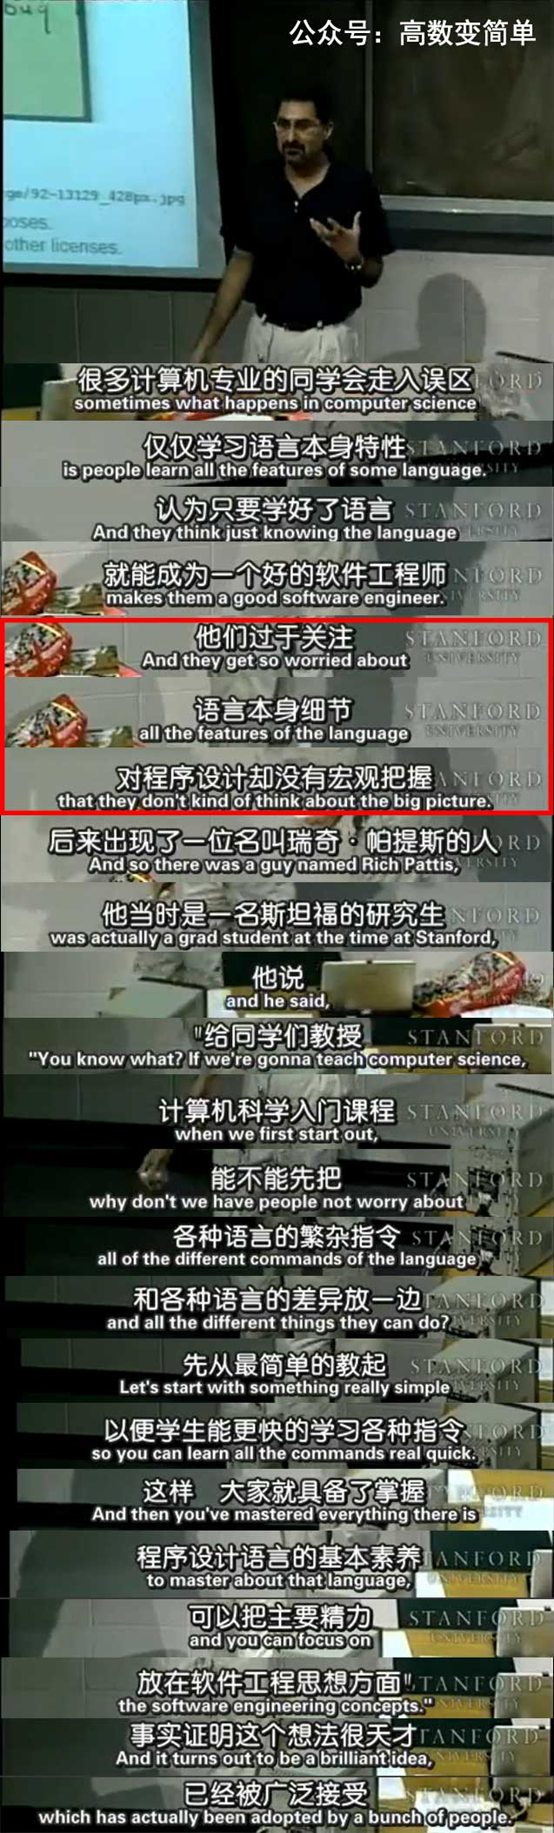 oug
公众号：高数变简单
ge/92-13129_428px.jpg
poses.
other licenses.
很多计算机专业的同学会走入误区
sometimes what happens in computer science
仅仅学习语言本身特性
is people learn all the features of some language.
认为只要学好了语言
And they think just knowing the language
就能成为一个好的软件工程师
makes them a good software engineer.
他们过于关注
STANFORD
UNIVERSITY
And they get so worried about
语言本身细节
STANFORD
UNIVERSITY
all the features of the language
对程序设计却没有宏观把握
that they don't kind of think about the big picture.
后来出现了一位名叫瑞奇·帕提斯的人
And so there was a guy named Rich Pattis,
他当时是一名斯坦福的研究生
was actually a grad student at the time at Stanford,
他说
and he said,
"给同学们教授
STANFORD
"You know what? If we're gonna teach computer science,
计算机科学入门课程
STANFORD
when we first start out,
能不能先把
STANFORD
why don't we have people not worry about
各种语言的繁杂指令
STANFORD
all of the different commands of the language
和各种语言的差异放一边
and all the different things they can do?
先从最简单的教起
STANFORD
Let's start with something really simple
以便学生能更快的学习各种指令
so you can learn all the commands real quick.
这样 大家就具备了掌握
And then you've mastered everything there is
程序设计语言的基本素养
to master about that language,
可以把主要精力
STANFORD
and you can focus on
放在软件工程思想方面"
the software engineering concepts."
事实证明这个想法很天才
And it turns out to be a brilliant idea,
已经被广泛接受
STANFORD
which has actually been adopted by a bunch of people.